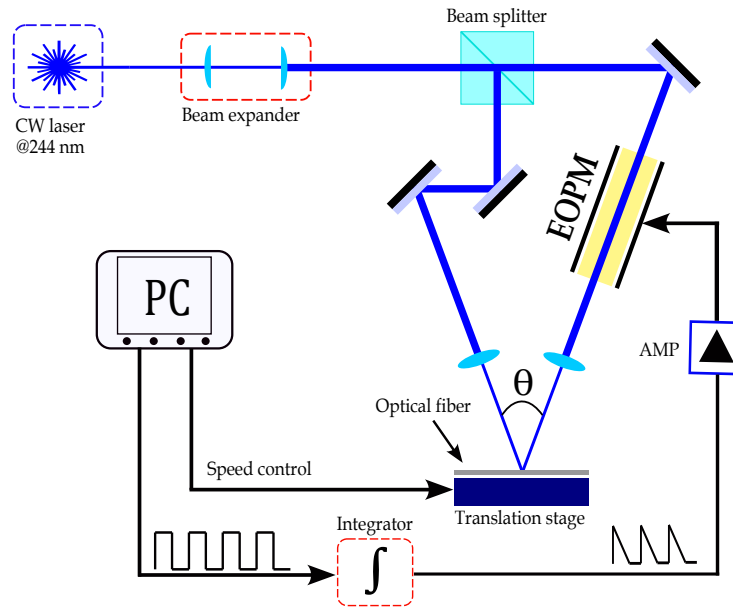 Beam splitter
CW laser
@244 nm
Beam expander
EOPM
PC
AMP
θ
Optical fiber
Speed control
Translation stage
Integrator
∫